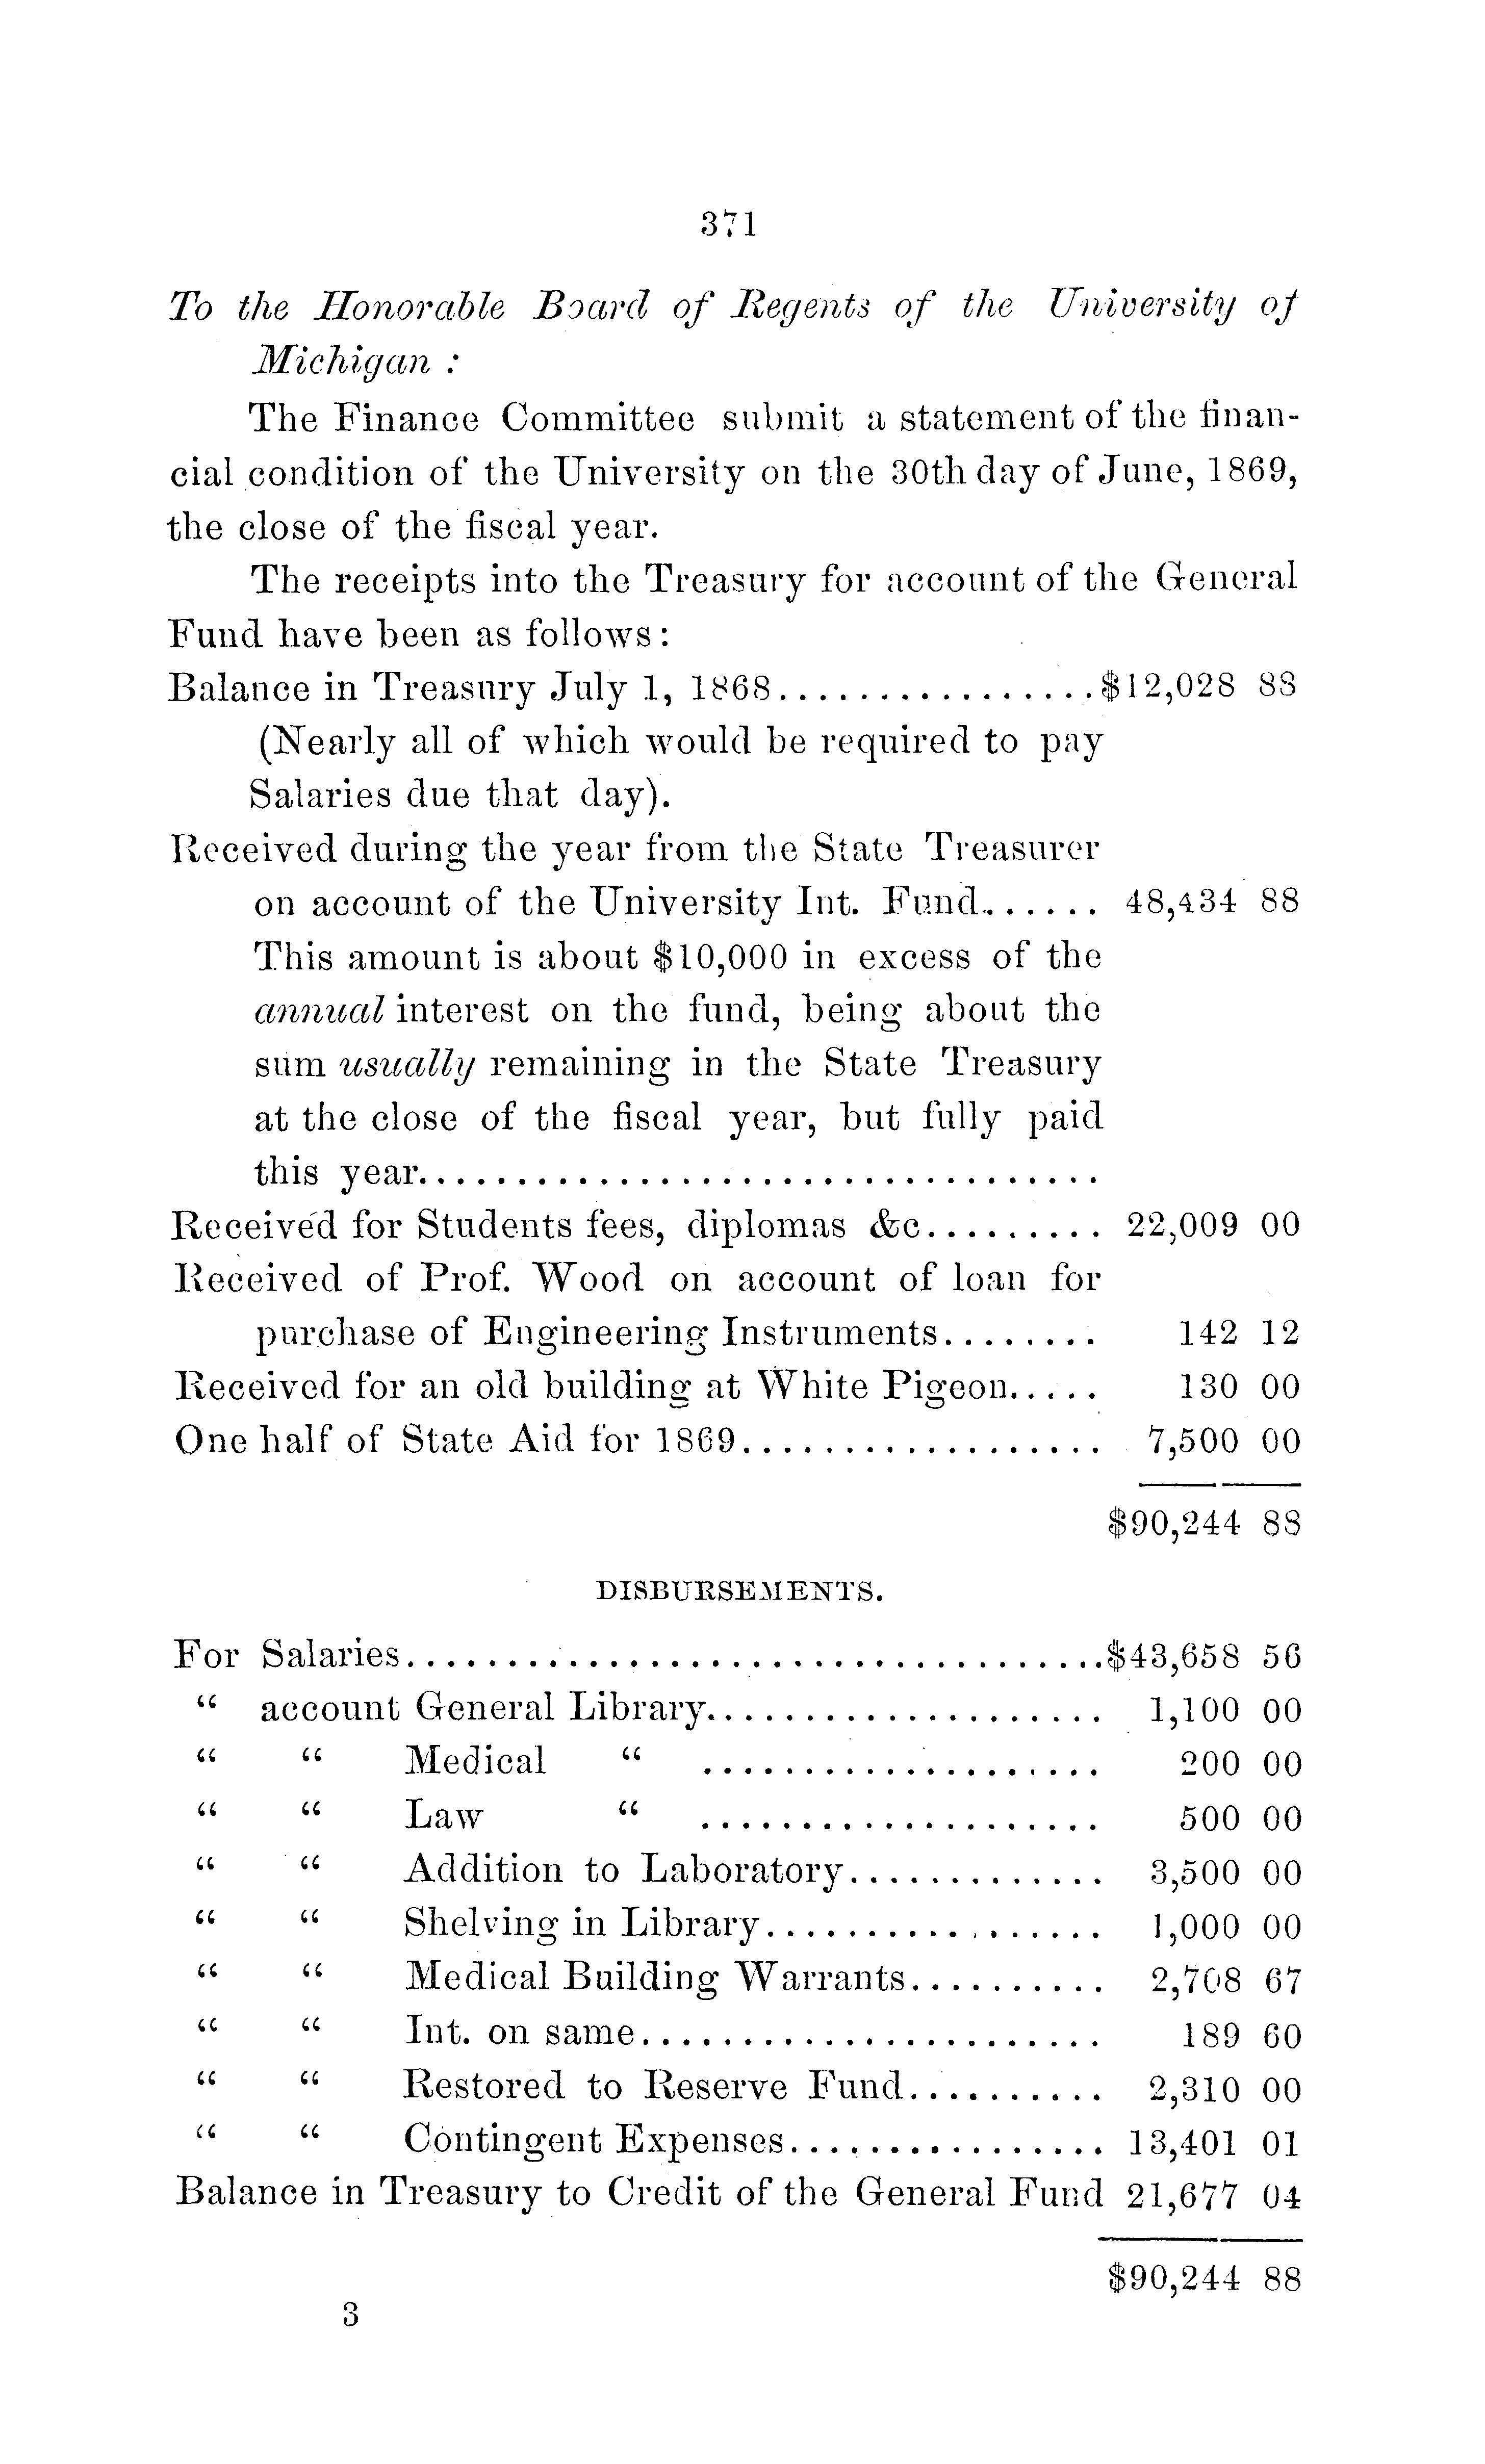 371
To the Honorable Board of Regents of the University of
Michigan :
The Finance Committee submit a statement of the finan-
cial condition of the University on the 30th day of June, 1869,
the close of the fiscal year.
The receipts into the Treasury for account of the General
Fund have been as follows:
Balance in Treasury July 1, 1868................$12,028 88
(Nearly all of which would be required to pay
Salaries due that day).
Received during the year from the State Treasurer
on account of the University Int. Fund....... 48,434 88
This amount is about $10,000 in excess of the
annual interest on the fund, being about the
sum usually remaining in the State Treasury
at the close of the fiscal year, but fully paid
this year..................................
Received for Students fees, diplomas &c......... 22,009 00
Received of Prof. Wood on account of loan for
purchase of Engineering Instruments........ 142 12
Received for an old building at White Pigeon..... 130 00
One half of State Aid for 1869.................. 7,500 00
$90,244 88
DISBURSEMENTS.
For Salaries...................................$43,658 56
“ account General Library.................... 1,100 00
“ “ Medical “ .................... 200 00
“ “ Law “ .................... 500 00
“ “ Addition to Laboratory............. 3,500 00
“ “ Shelving in Library................. 1,000 00
“ “ Medical Building Warrants.......... 2,708 67
“ “ Int. on same....................... 189 60
“ “ Restored to Reserve Fund.......... 2,310 00
“ “ Contingent Expenses................ 13,401 01
Balance in Treasury to Credit of the General Fund 21,677 04
$90,244 88
3